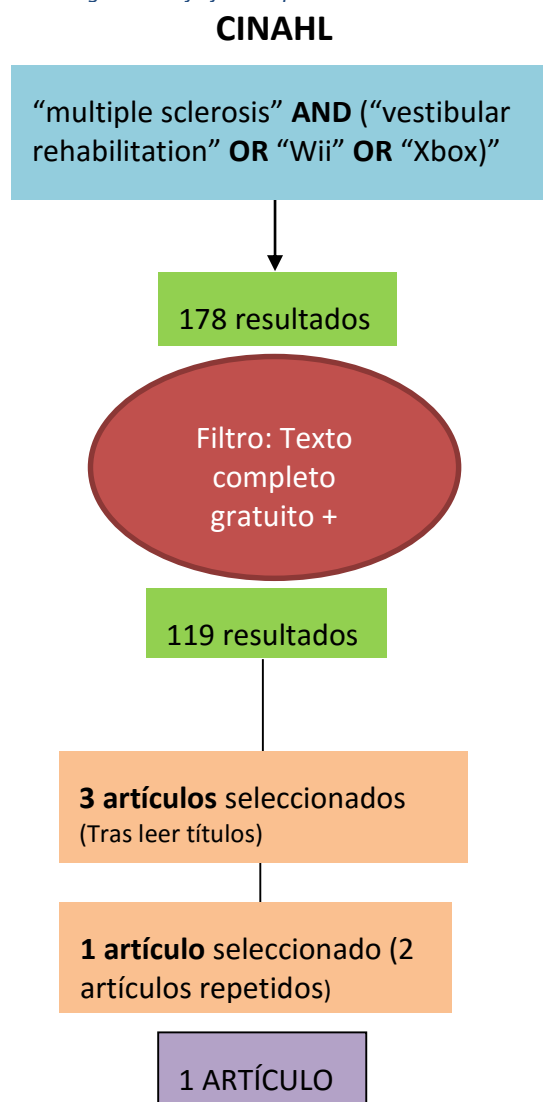 CINAHL
“multiple sclerosis” AND (“vestibular
rehabilitation” OR “Wii” OR “Xbox)”
178 resultados
Filtro: Texto
completo
gratuito +
119 resultados
3 artículos seleccionados
(Tras leer títulos)
1 artículo seleccionado (2
artículos repetidos)
1 ARTÍCULO